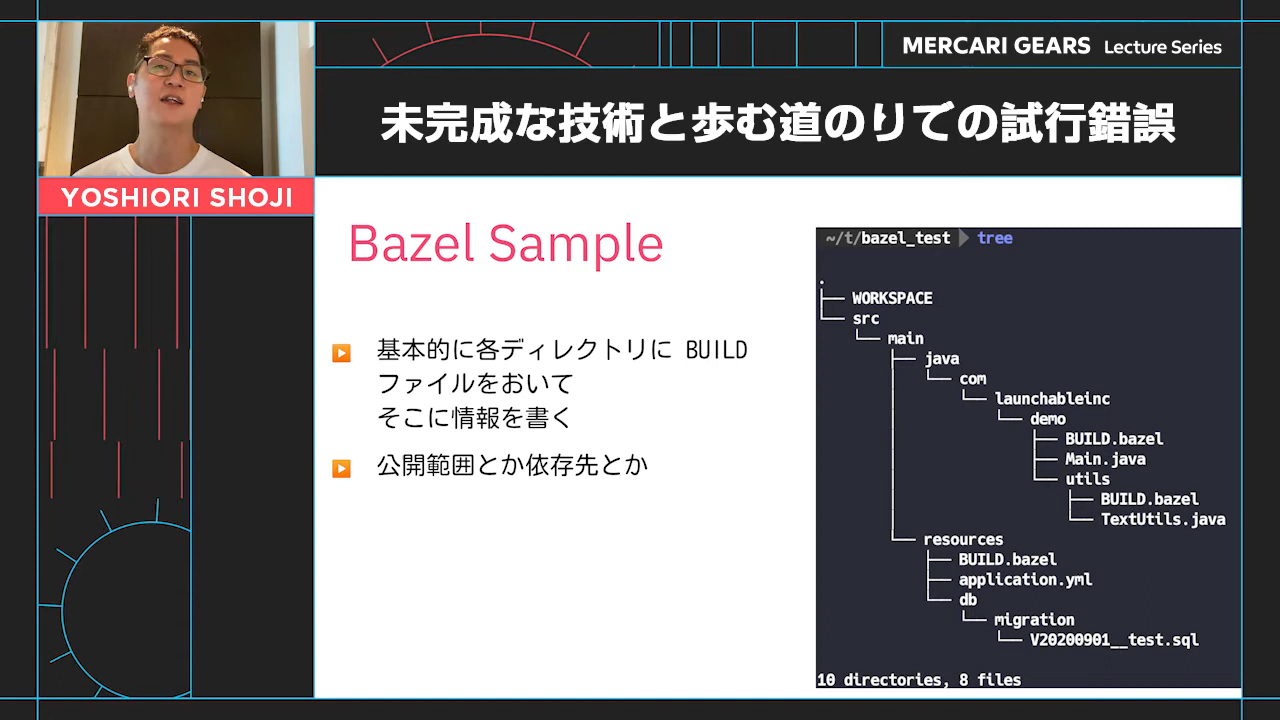 MERCARI GEARS Lecture Series
未完成な技術と歩む道のりでの試行錯誤
YOSHIORI SHOJI
Bazel Sample
基本的に各ディレクトリに BUILD
ファイルをおいて
そこに情報を書く
公開範囲とか依存先とか
~/t/bazel_test tree
.
├── WORKSPACE
└── src
└── main
├── java
│ └── com
│ └── launchableinc
│ └── demo
│ ├── BUILD.bazel
│ ├── Main.java
│ └── utils
│ ├── BUILD.bazel
│ └── TextUtils.java
└── resources
├── BUILD.bazel
├── application.yml
└── db
└── migration
└── V20200901__test.sql
10 directories, 8 files